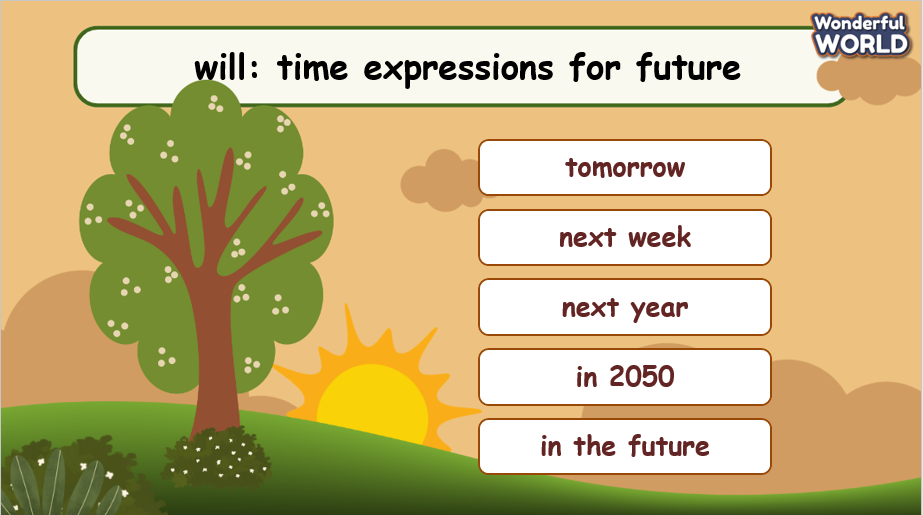 Wonderful
WORLD
will: time expressions for future
tomorrow
next week
next year
in 2050
in the future